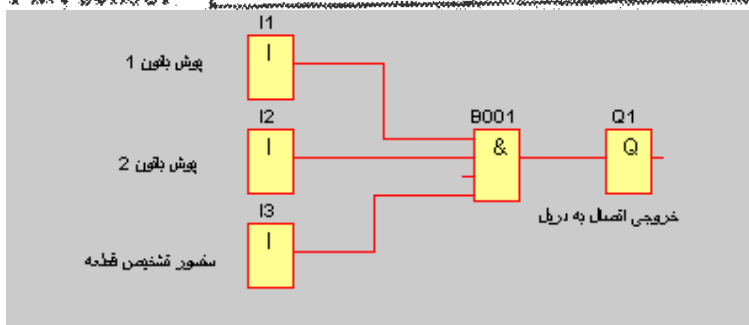 I1
I
پوش باتون 1
I2
B001
Q1
I
&
Q
پوش باتون 2
I3
خروجی اتصال به دریل
I
سنسور تشخیص قطعه